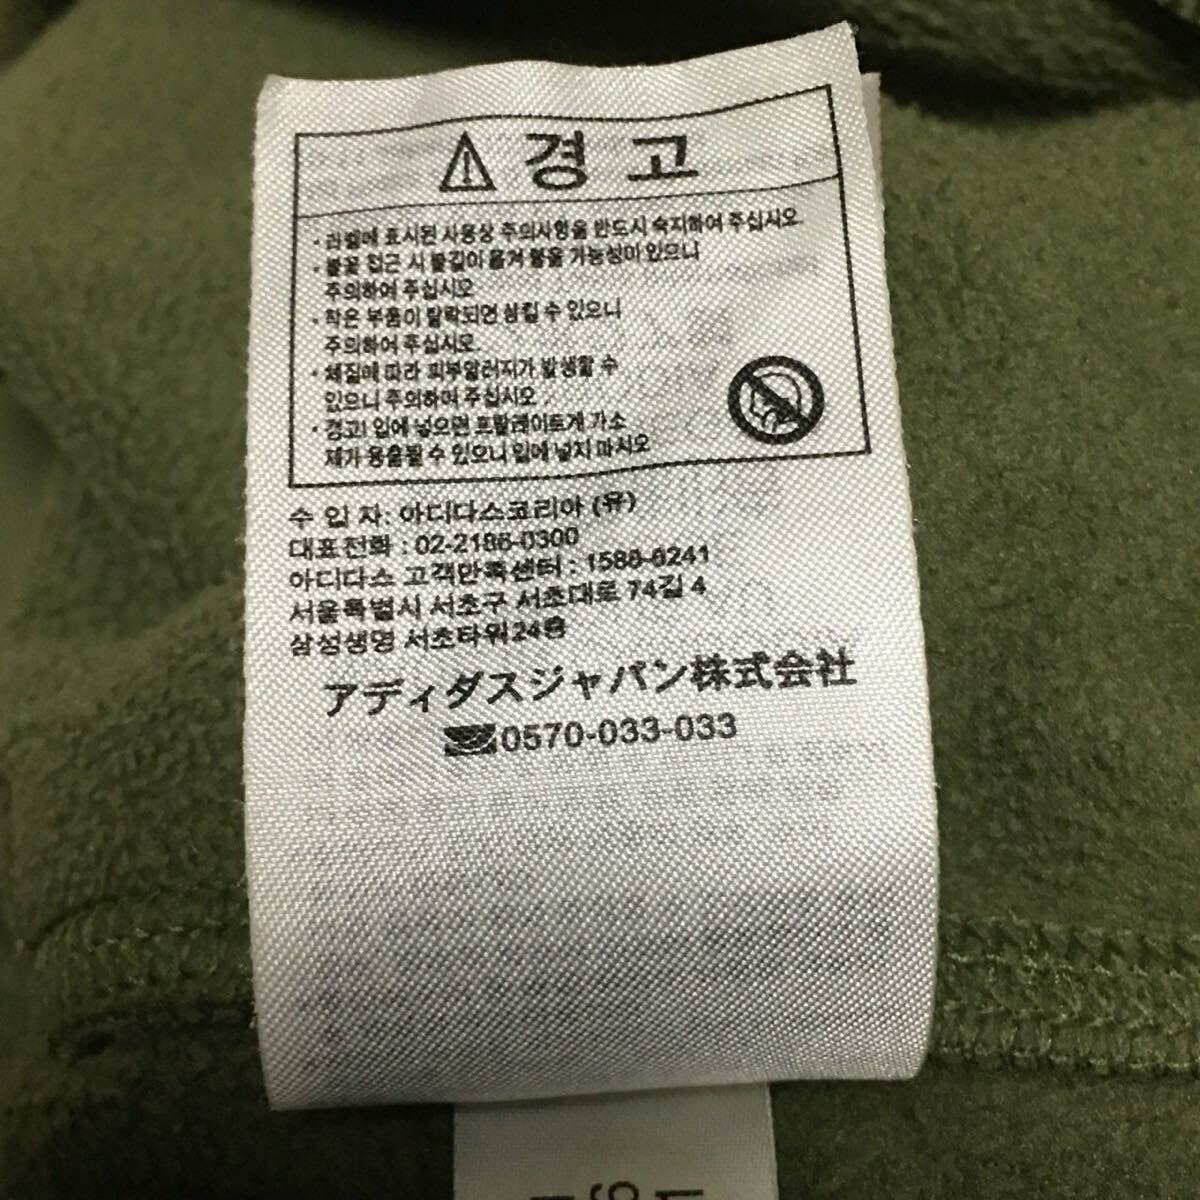 경 고
· 라벨에 표시된 사용상 주의사항을 반드시 숙지하여 주십시오.
· 불꽃 접근 시 불길이 옮겨 붙을 가능성이 있으니
주의하여 주십시오
· 작은 부품이 탈락되면 삼킬 수 있으니
주의하여 주십시오.
· 체질에 따라 피부알러지가 발생할 수
있으니 주의하여 주십시오
· 경고! 입에 넣으면 프탈레이트계 가소
제가 용출될 수 있으니 입에 넣지 마시오
수 입 자: 아디다스코리아 (유)
대표전화 : 02-2186-0300
아디다스 고객만족센터 : 1588-8241
서울특별시 서초구 서초대로 74길 4
삼성생명 서초타워24층
アディダスジャパン株式会社
0570-033-033